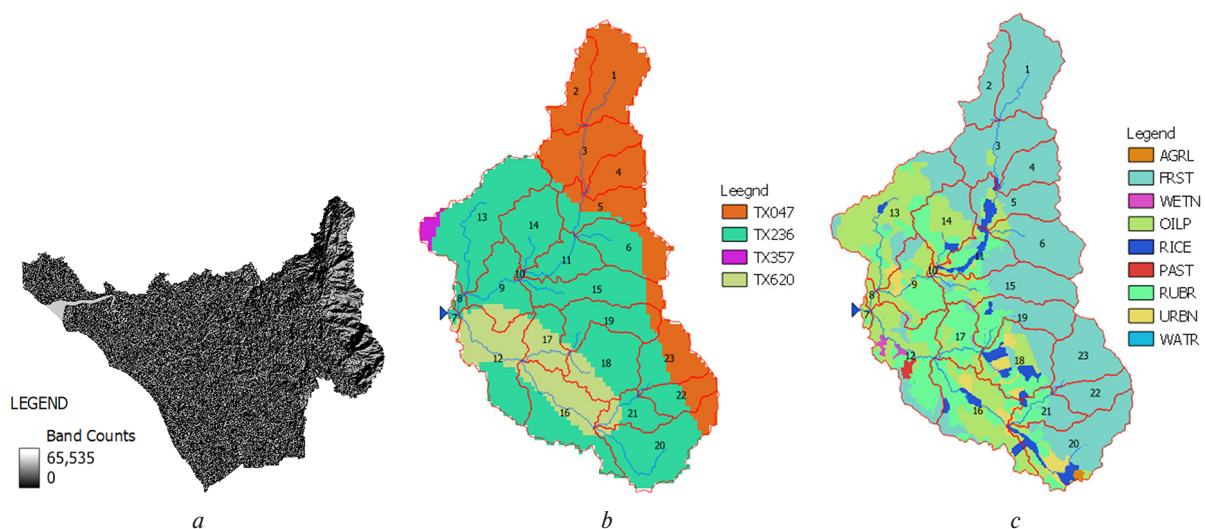 LEGEND
Band Counts
65,535
0
a
1
2
3
4
5
6
13
14
11
10
9
15
8
7
19
17
12
18
23
16
21
22
20
Leegnd
TX047
TX236
TX357
TX620
b
1
2
3
4
5
6
13
14
11
10
9
15
8
7
19
17
12
18
23
16
21
22
20
Legend
AGRL
FRST
WETN
OILP
RICE
PAST
RUBR
URBN
WATR
c